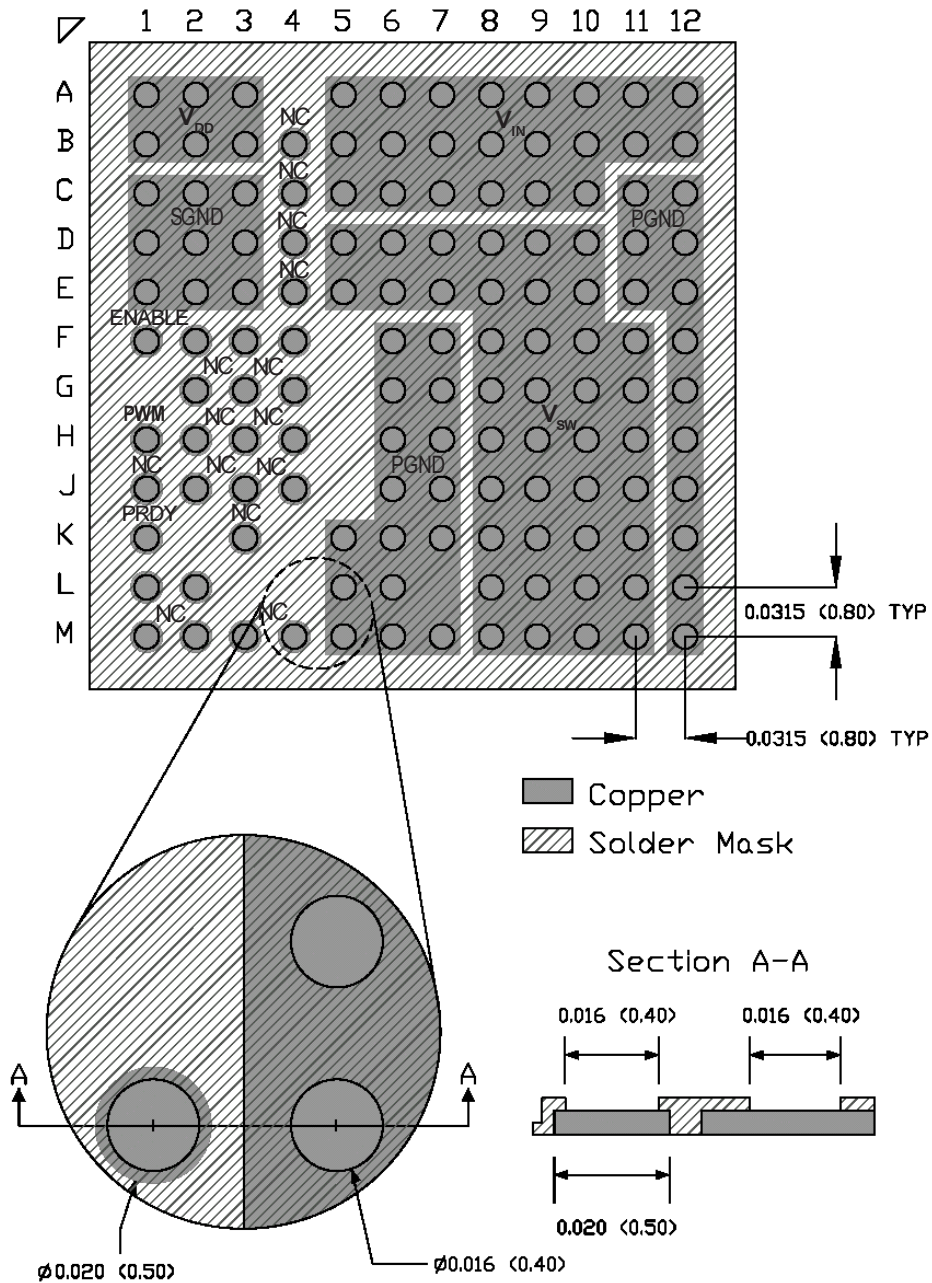 1 2 3 4 5 6 7 8 9 10 11 12
A
B
C
D
E
F
G
H
J
K
L
M
VDD
NC
VIN
NC
SGND
NC
PGND
NC
ENABLE
NC NC
PWM NC NC
VSW
NC NC NC
PGND
PRDY NC
NC NC
0.0315 (0.80) TYP
0.0315 (0.80) TYP
Copper
Solder Mask
Section A-A
0.016 (0.40) 0.016 (0.40)
A A
0.020 (0.50)
Ø0.020 (0.50)
Ø0.016 (0.40)